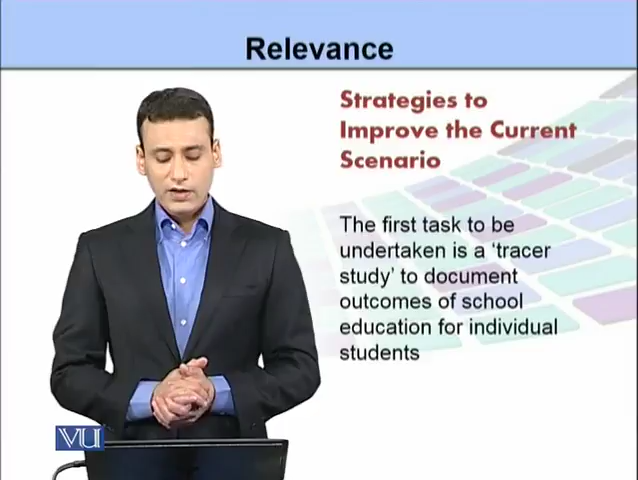 Relevance
Strategies to
Improve the Current
Scenario
The first task to be
undertaken is a ‘tracer
study’ to document
outcomes of school
education for individual
students
VU